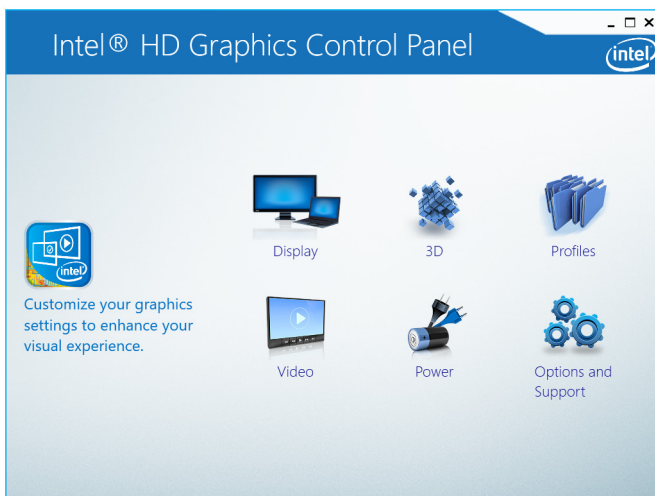 Intel® HD Graphics Control Panel
intel
Display
3D
Profiles
intel
Customize your graphics
settings to enhance your
visual experience.
Video
Power
Options and
Support